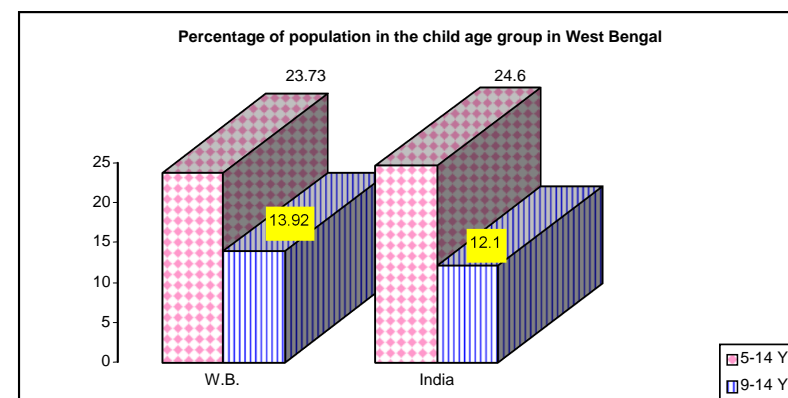 Percentage of population in the child age group in West Bengal
23.73
24.6
25
20
15
10
5
0
13.92
12.1
W.B.
India
5-14 Y
9-14 Y